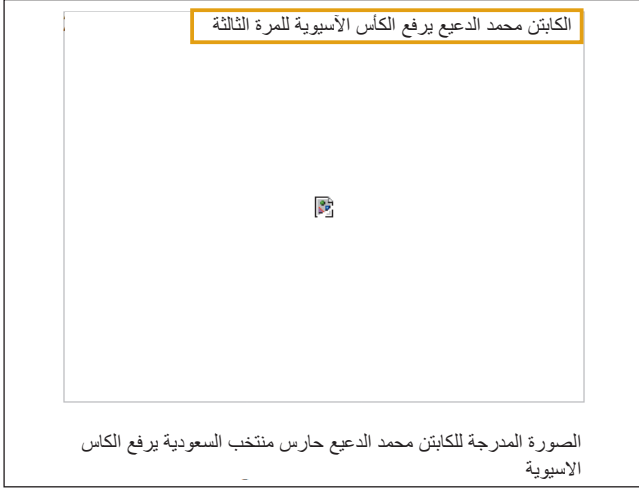 الكابتن محمد الدعيع يرفع الكأس الآسيوية للمرة الثالثة
الصورة المدرجة للكابتن محمد الدعيع حارس منتخب السعودية يرفع الكاس
الاسيوية